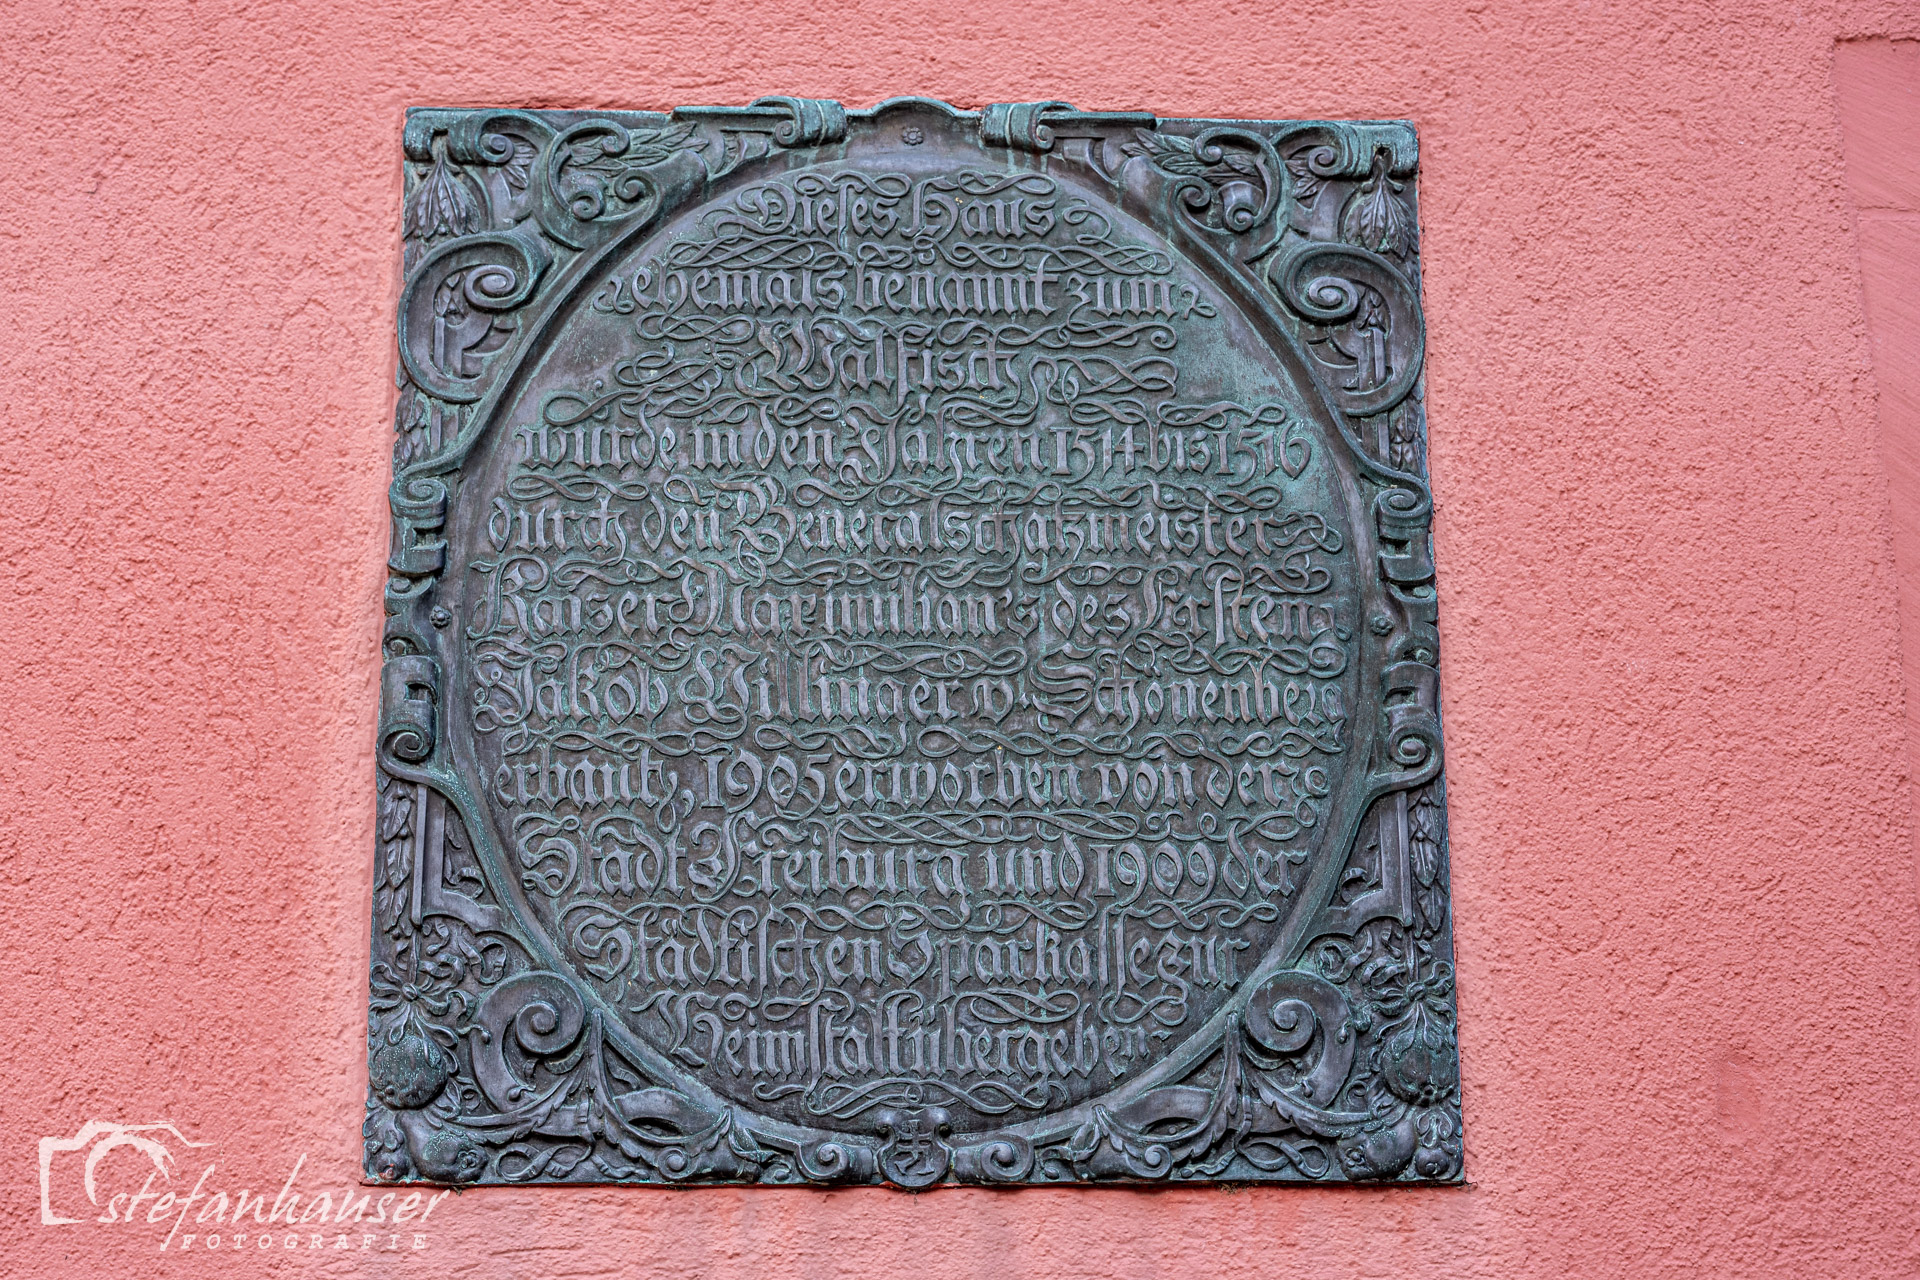 Dieses Haus
ehemals benannt zum
Walfisch
wurde in den Jahren 1514 bis 1516
durch den Generalschatzmeister
Kaiser Maximilian's des Ersten
Jakob Villinger v. Schönenberg
erbaut, 1905 erworben von der
Stadt Freiburg und 1909 der
Städtischen Sparkasse zur
Heimstatt übergeben
stefanhauser
FOTOGRAFIE